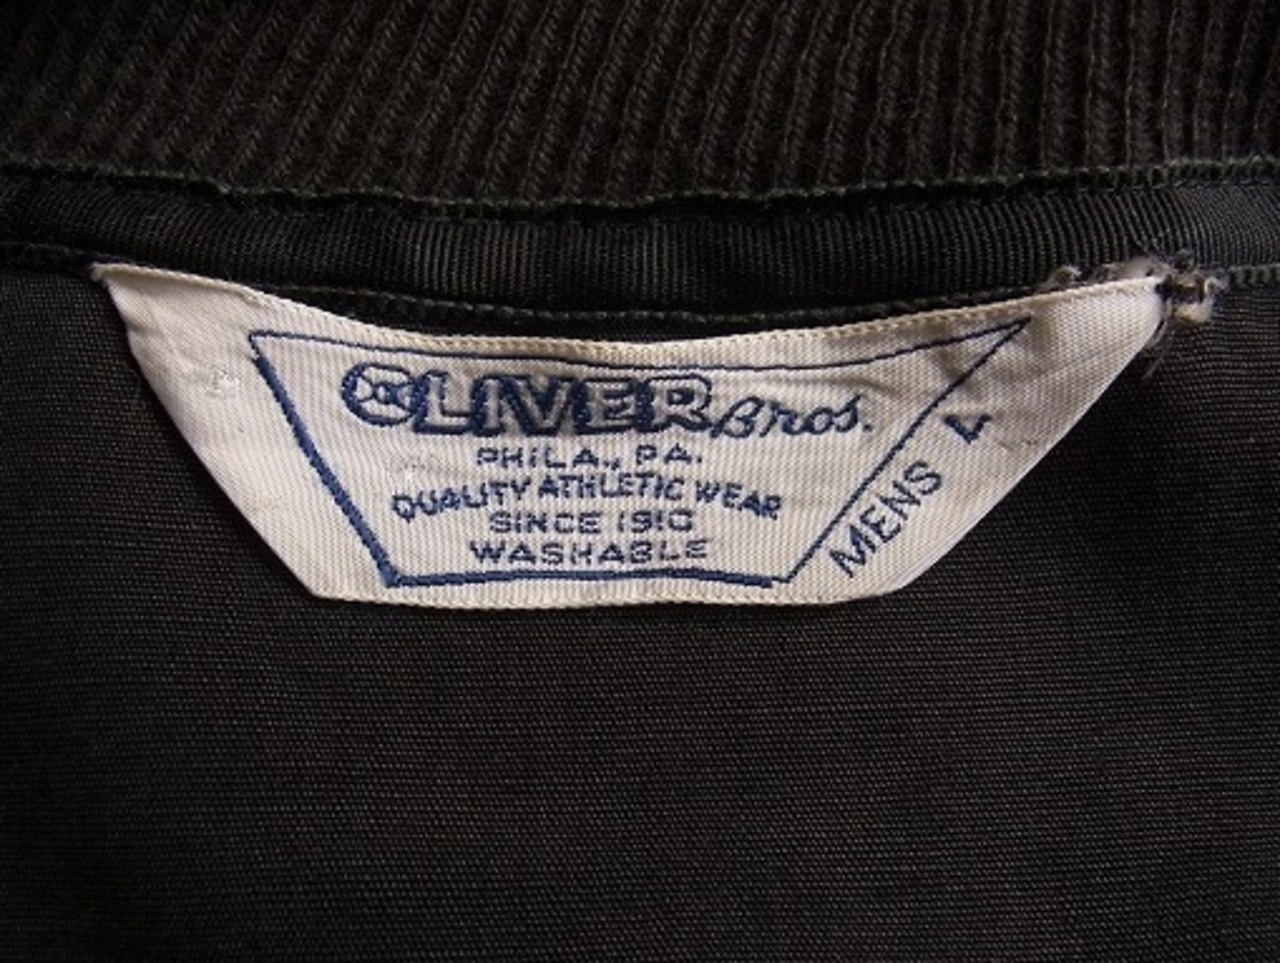 OLIVER Bros.
PHILA., PA.
QUALITY ATHLETIC WEAR
SINCE 1910
WASHABLE
MENS